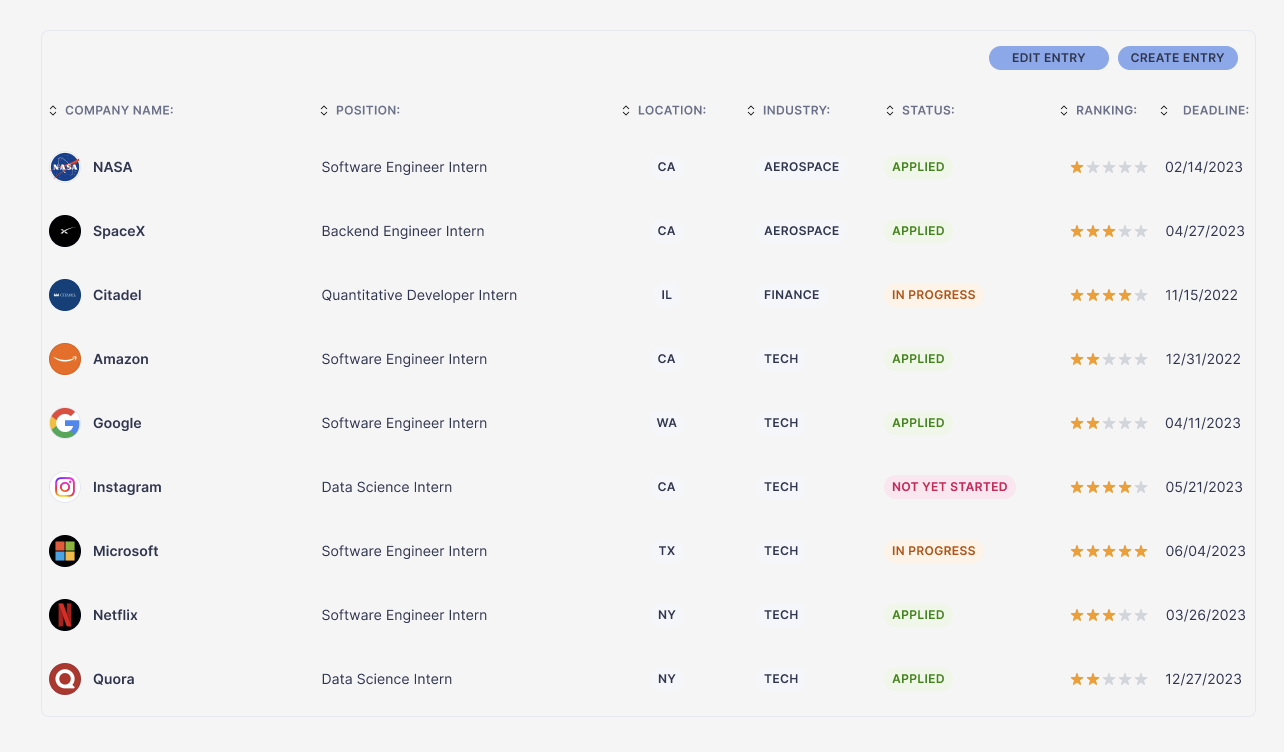 EDIT ENTRY CREATE ENTRY
COMPANY NAME: POSITION: LOCATION: INDUSTRY: STATUS: RANKING: DEADLINE:
NASA NASA Software Engineer Intern CA AEROSPACE APPLIED 02/14/2023
SpaceX Backend Engineer Intern CA AEROSPACE APPLIED 04/27/2023
Citadel Quantitative Developer Intern IL FINANCE IN PROGRESS 11/15/2022
Amazon Software Engineer Intern CA TECH APPLIED 12/31/2022
Google Software Engineer Intern WA TECH APPLIED 04/11/2023
Instagram Data Science Intern CA TECH NOT YET STARTED 05/21/2023
Microsoft Software Engineer Intern TX TECH IN PROGRESS 06/04/2023
Netflix Software Engineer Intern NY TECH APPLIED 03/26/2023
Quora Data Science Intern NY TECH APPLIED 12/27/2023